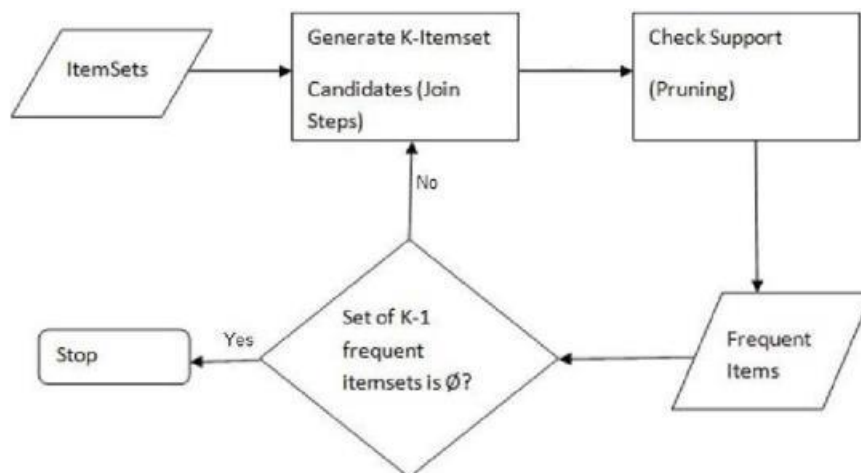 ItemSets
Generate K-Itemset
Candidates (Join
Steps)
Check Support
(Pruning)
No
Set of K-1
frequent
itemsets is Ø?
Yes
Stop
Frequent
Items